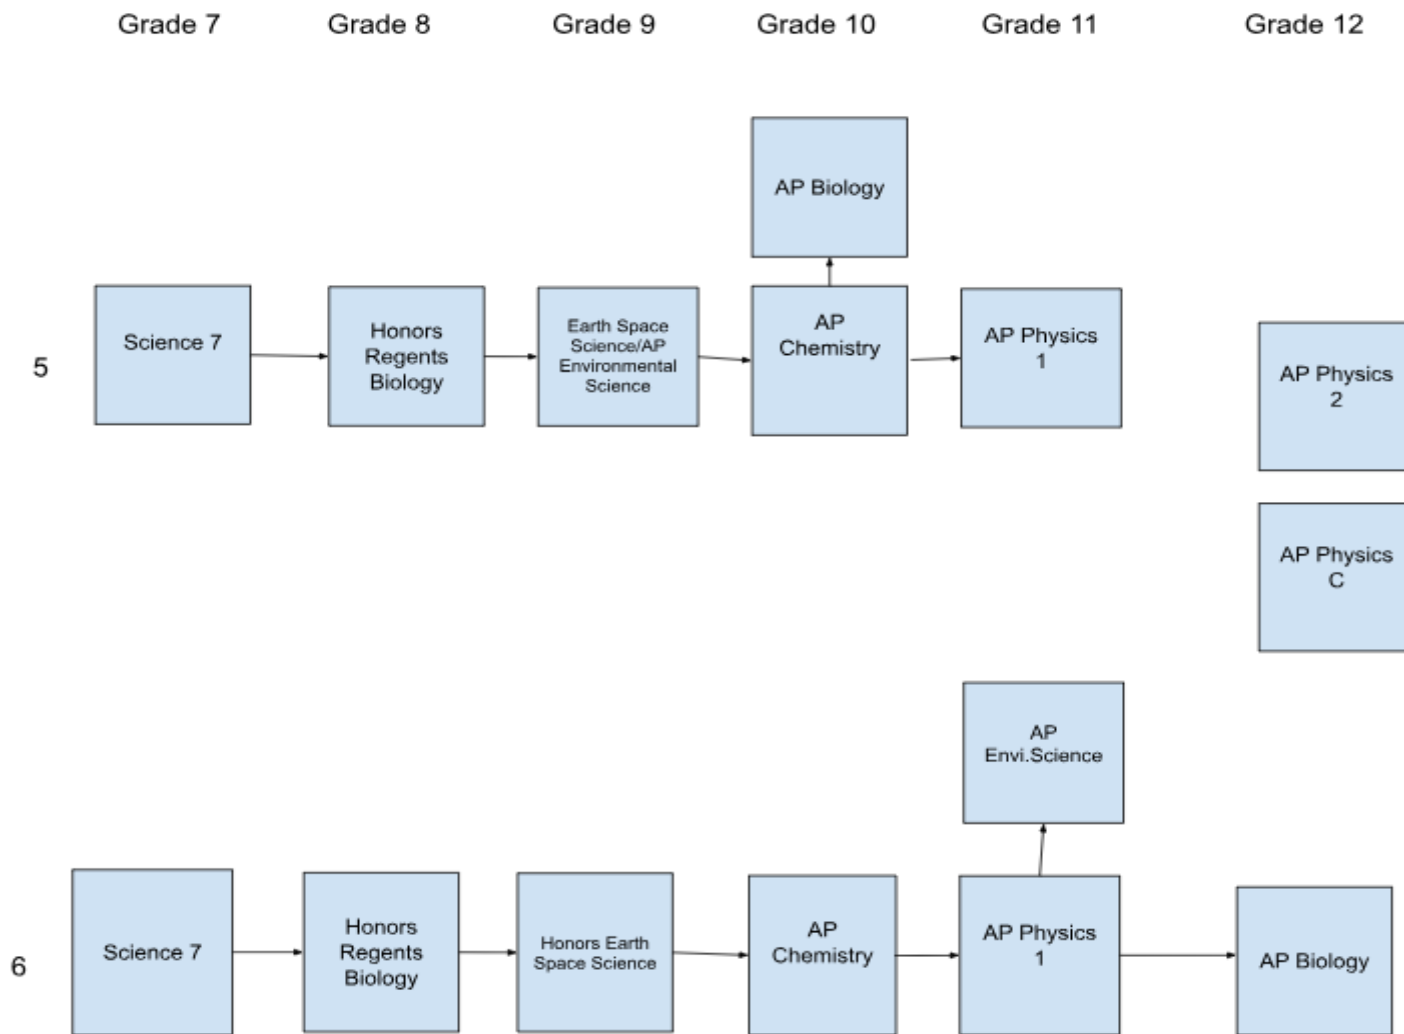 Grade 7
Grade 8
Grade 9
Grade 10
Grade 11
Grade 12
AP Biology
5
Science 7
Honors
Regents
Biology
Earth Space
Science/AP
Environmental
Science
AP
Chemistry
AP Physics
1
AP Physics
2
AP Physics
C
AP
Envi.Science
6
Science 7
Honors
Regents
Biology
Honors Earth
Space Science
AP
Chemistry
AP Physics
1
AP Biology